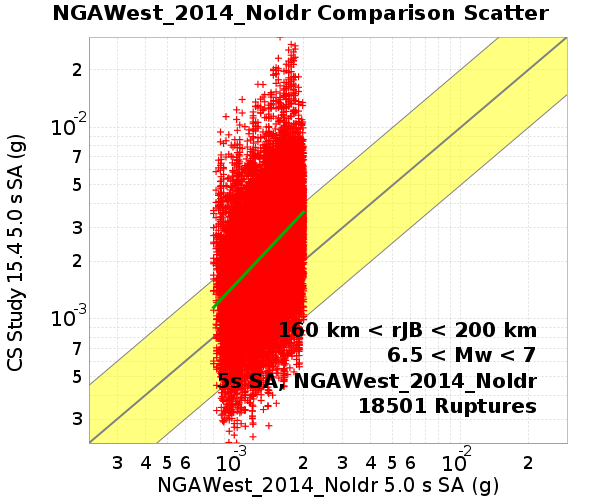 NGAWest_2014_NoIdr Comparison Scatter
CS Study 15.4 5.0 s SA (g)
2
10-2
7
5
3
2
10-3
7
5
3
160 km < rJB < 200 km
6.5 < Mw < 7
5s SA, NGAWest_2014_NoIdr
18501 Ruptures
3 4 5 6 10-3 2 3 4 5 6 10-2 2
NGAWest_2014_NoIdr 5.0 s SA (g)